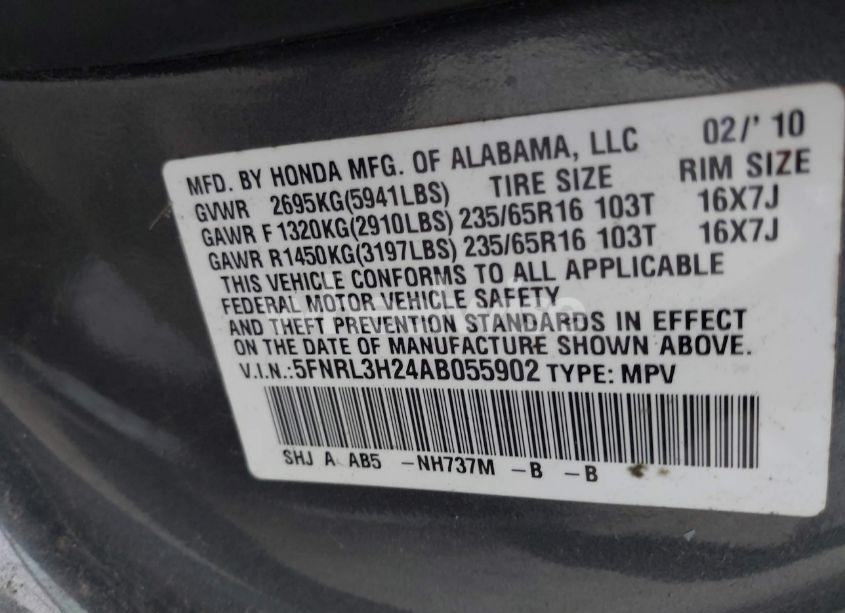 MFD. BY HONDA MFG. OF ALABAMA, LLC 02/' 10
GVWR 2695KG(5941LBS) TIRE SIZE RIM SIZE
GAWR F 1320KG(2910LBS) 235/65R16 103T 16X7J
GAWR R1450KG(3197LBS) 235/65R16 103T 16X7J
THIS VEHICLE CONFORMS TO ALL APPLICABLE
FEDERAL MOTOR VEHICLE SAFETY
AND THEFT PREVENTION STANDARDS IN EFFECT
ON THE DATE OF MANUFACTURE SHOWN ABOVE.
V.I.N.:5FNRL3H24AB055902 TYPE: MPV
SHJ A AB5 -NH737M -B -B